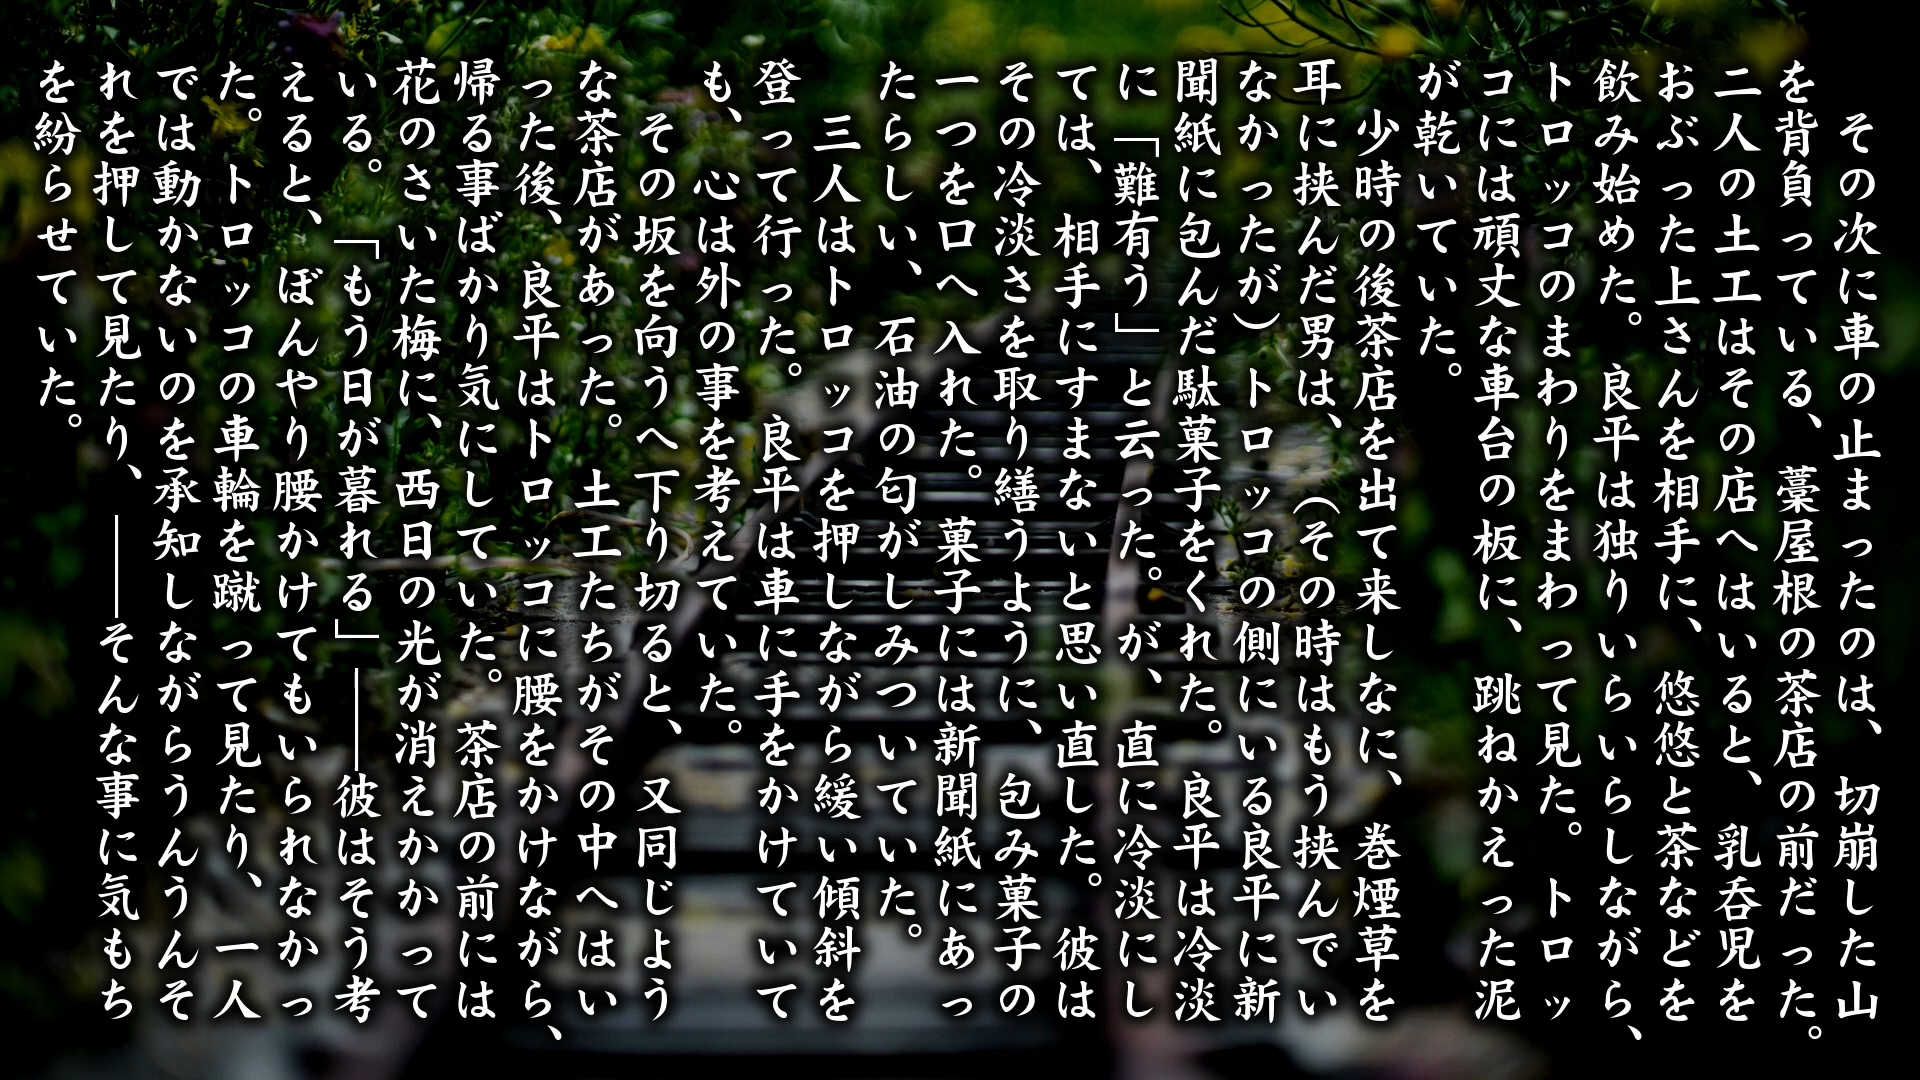 その次に車の止まったのは、切崩した山
を背負っている、藁屋根の茶店の前だった。
二人の土工はその店へはいると、乳呑児を
おぶった上さんを相手に、悠悠と茶などを
飲み始めた。良平は独りいらいらしながら、
トロッコのまわりをまわって見た。トロッ
コには頑丈な車台の板に、跳ねかえった泥
が乾いていた。
少時の後茶店を出て来しなに、巻煙草を
耳に挟んだ男は、（その時はもう挟んでい
なかったが）トロッコの側にいる良平に新
聞紙に包んだ駄菓子をくれた。良平は冷淡
に「難有う」と云った。が、直に冷淡にし
ては、相手にすまないと思い直した。彼は
その冷淡さを取り繕うように、包み菓子の
一つを口へ入れた。菓子には新聞紙にあっ
たらしい、石油の匂がしみついていた。
三人はトロッコを押しながら緩い傾斜を
登って行った。良平は車に手をかけていて
も、心は外の事を考えていた。
その坂を向うへ下り切ると、又同じよう
な茶店があった。土工たちがその中へはい
った後、良平はトロッコに腰をかけながら、
帰る事ばかり気にしていた。茶店の前には
花のさいた梅に、西日の光が消えかかって
いる。「もう日が暮れる」――彼はそう考
えると、ぼんやり腰かけてもいられなかっ
た。トロッコの車輪を蹴って見たり、一人
では動かないのを承知しながらうんうんそ
れを押して見たり、――そんな事に気もち
を紛らせていた。